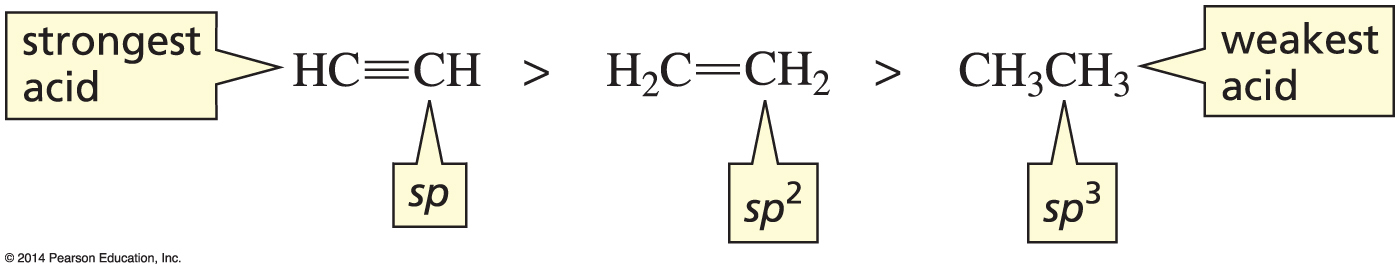 strongest
acid
HC≡CH > H₂C=CH₂ > CH₃CH₃
weakest
acid
sp
sp²
sp³
© 2014 Pearson Education, Inc.